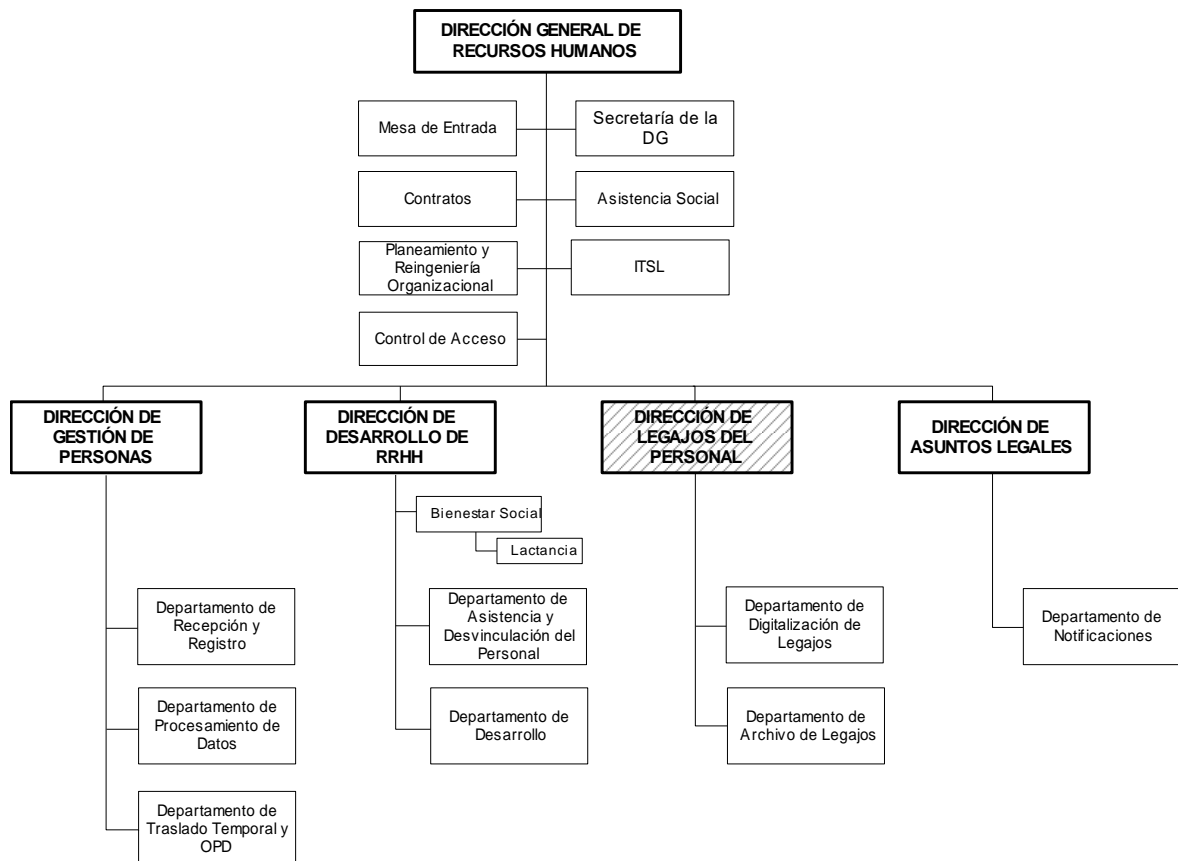 DIRECCIÓN GENERAL DE
RECURSOS HUMANOS
Mesa de Entrada
Secretaría de la
DG
Contratos
Asistencia Social
Planeamiento y
Reingeniería
Organizacional
ITSL
Control de Acceso
DIRECCIÓN DE
GESTIÓN DE
PERSONAS
DIRECCIÓN DE
DESARROLLO DE
RRHH
DIRECCIÓN DE
LEGAJOS DEL
PERSONAL
DIRECCIÓN DE
ASUNTOS LEGALES
Bienestar Social
Lactancia
Departamento de
Recepción y
Registro
Departamento de
Asistencia y
Desvinculación del
Personal
Departamento de
Digitalización de
Legajos
Departamento de
Notificaciones
Departamento de
Procesamiento de
Datos
Departamento de
Desarrollo
Departamento de
Archivo de Legajos
Departamento de
Traslado Temporal y
OPD